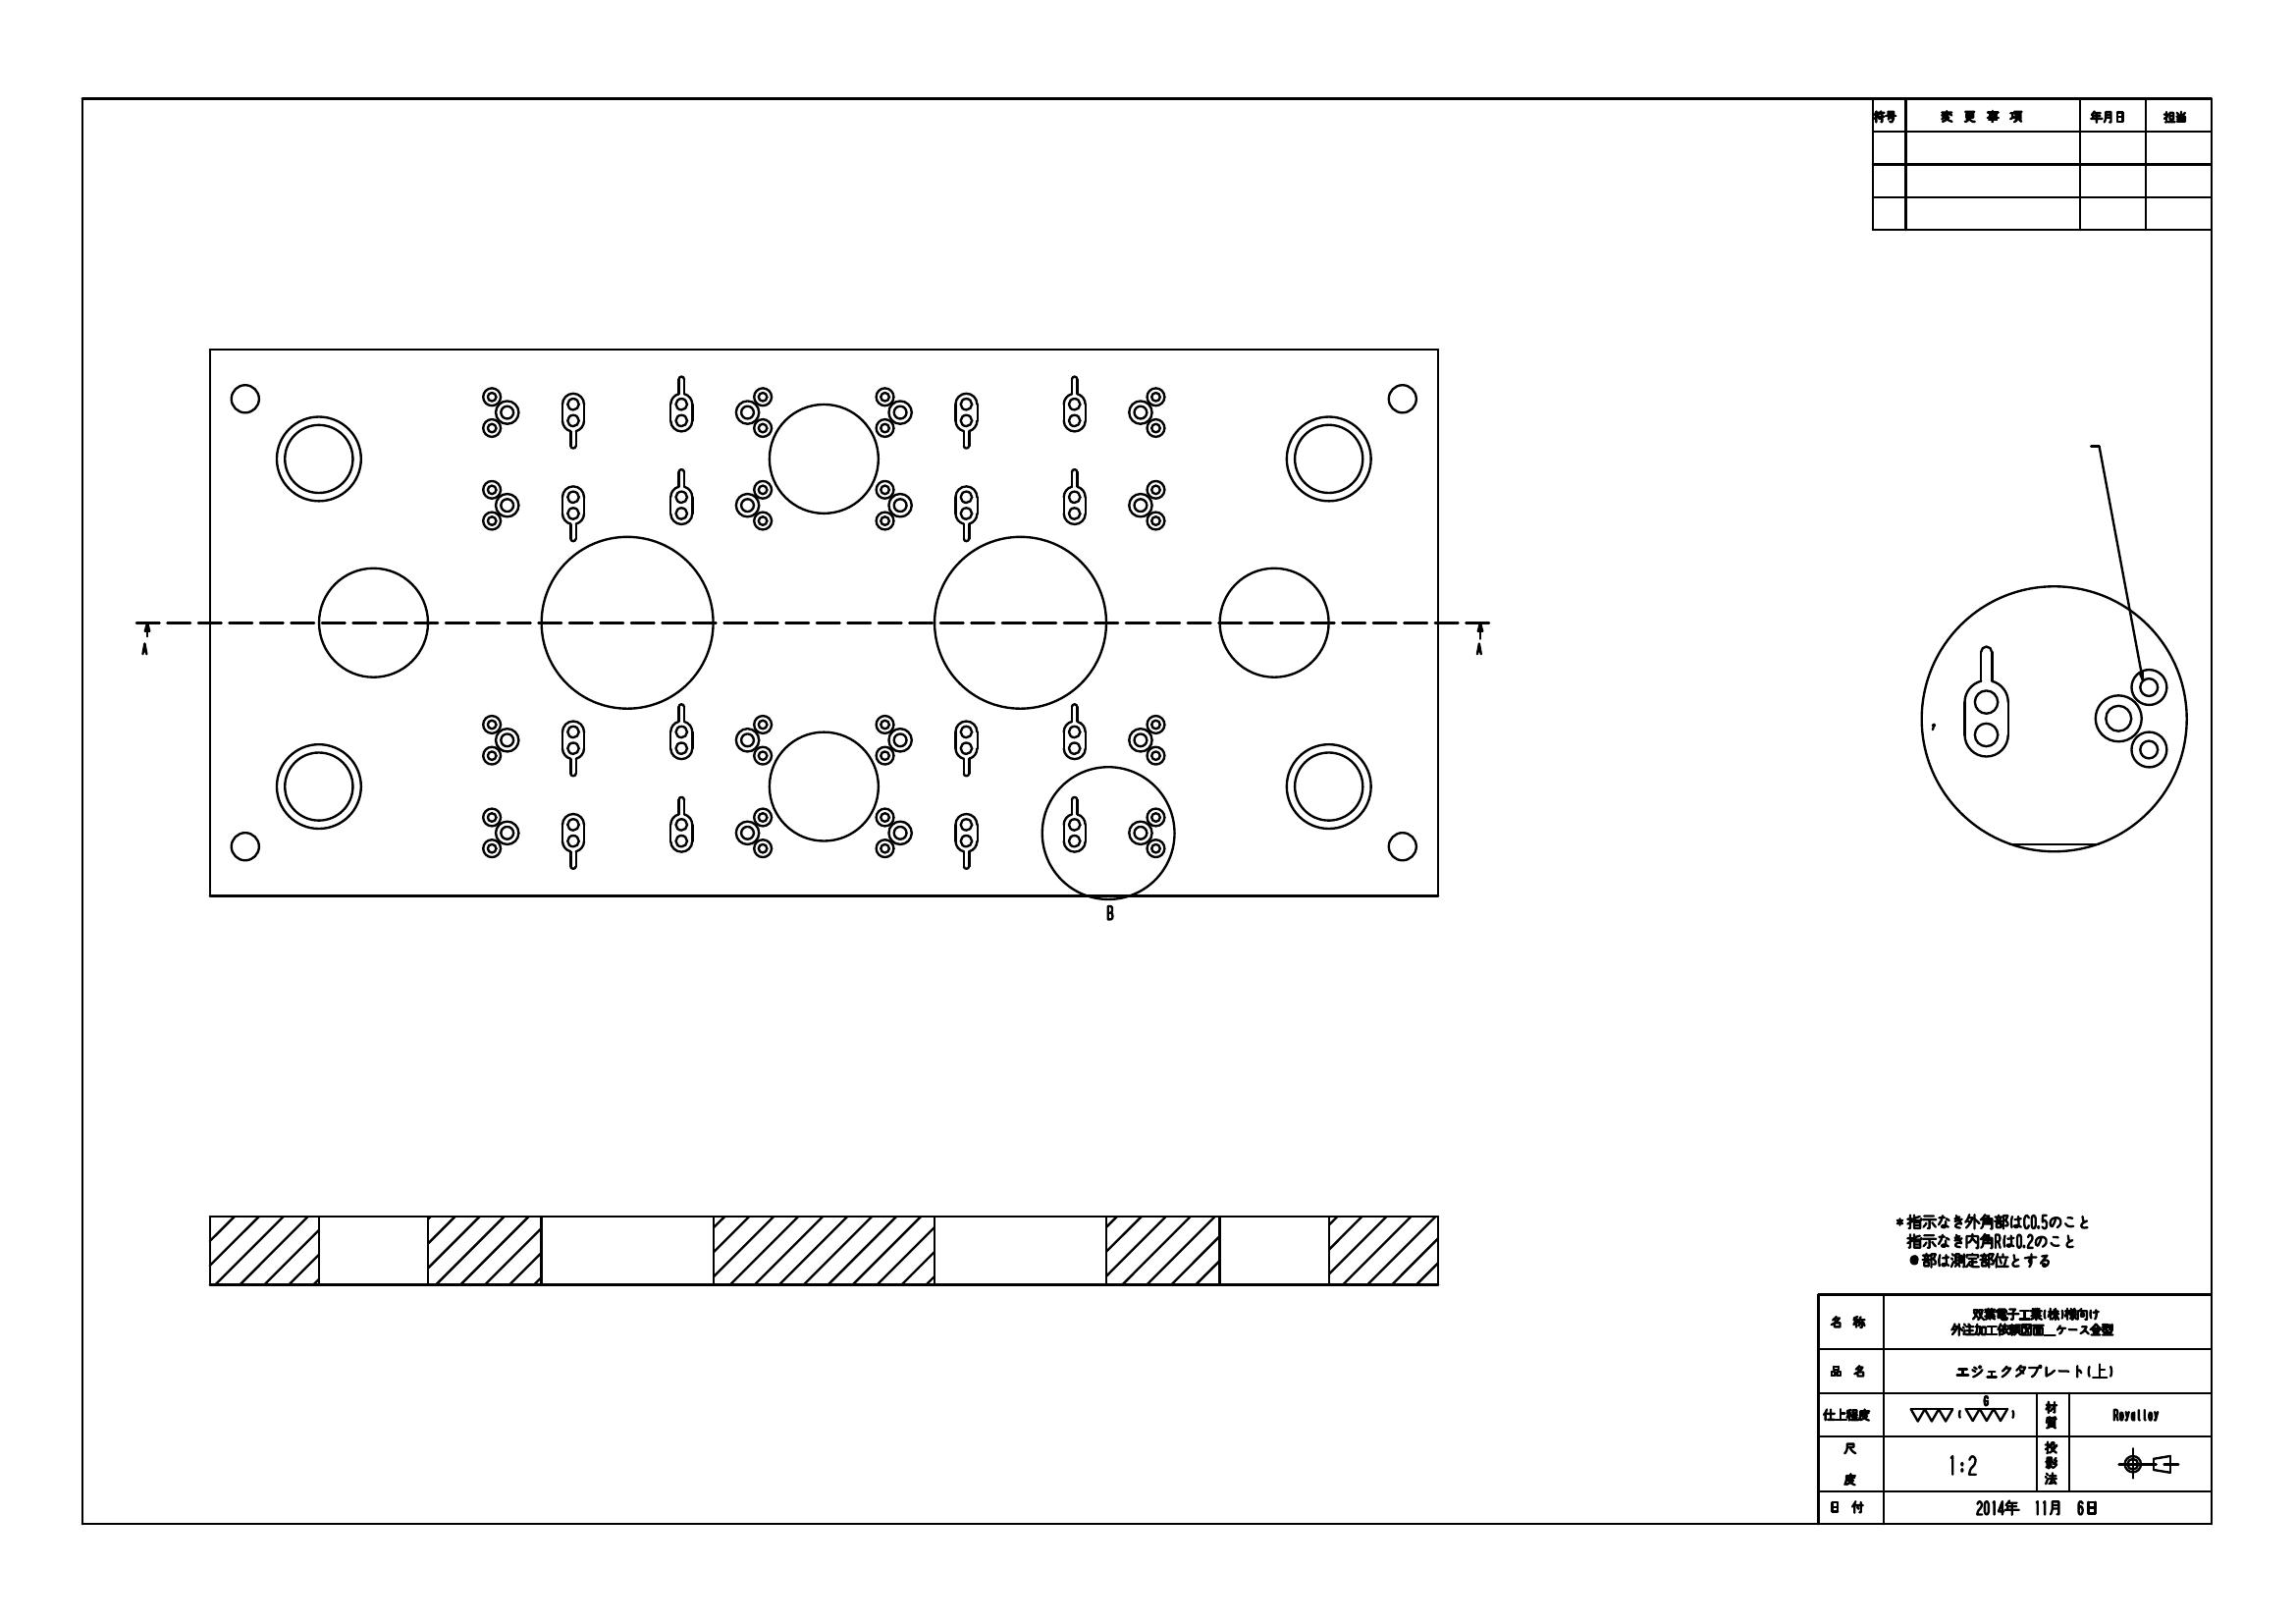 符号 変更事項 年月日 担当
A A
B
*指示なき外角部はC0.5のこと
指示なき内角Rは0.2のこと
●部は測定部位とする
名称 双葉電子工業(株)様向け
外注加工依頼図面__ケース金型
品名 エジェクタプレート(上)
仕上程度 ( G ) 材質 Royalloy
尺度 1:2 投影法
日付 2014年 11月 6日